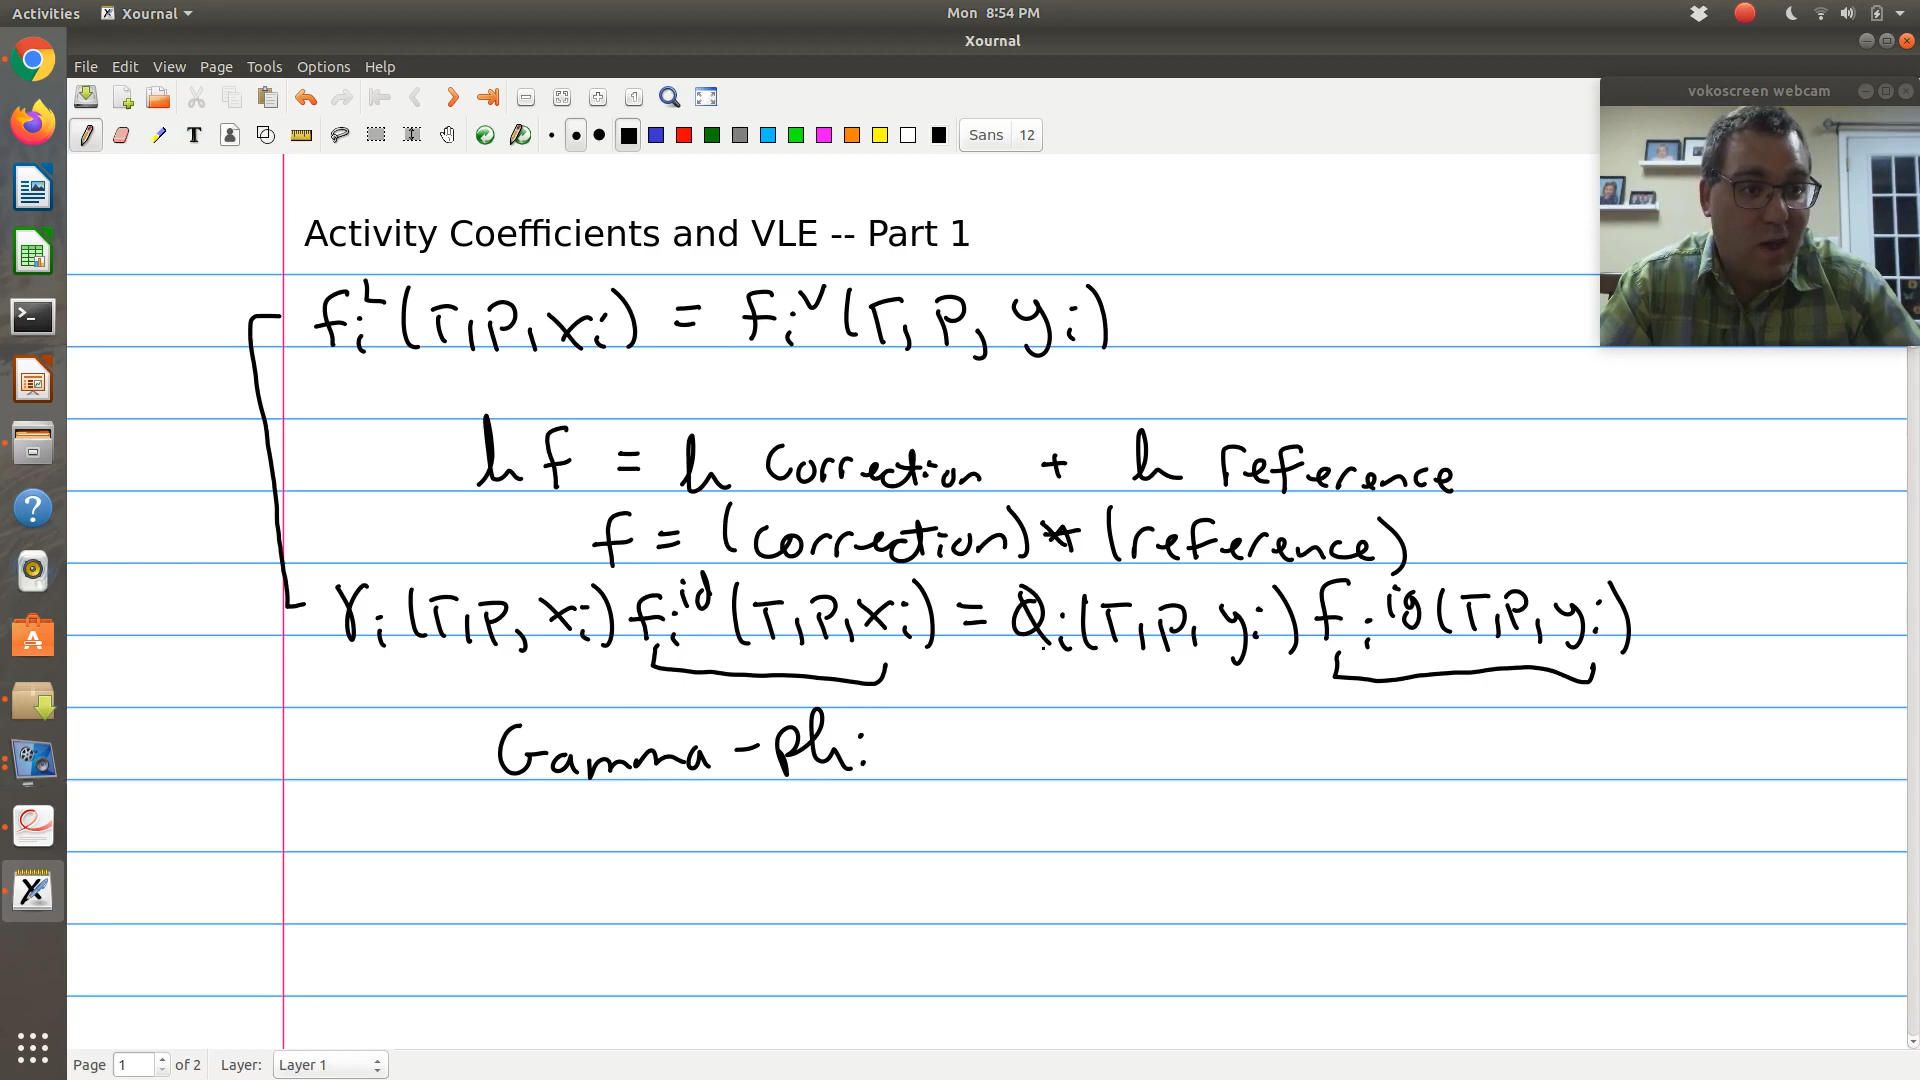 Activities Xournal Mon 8:54 PM
Xournal
File Edit View Page Tools Options Help
vokoscreen webcam
Sans 12
Activity Coefficients and VLE -- Part 1
fᵢᴸ(T,P,xᵢ) = fᵢⱽ(T,P,yᵢ)
ln f = ln correction + ln reference
f = (correction)*(reference)
γᵢ(T,P,xᵢ)fᵢⁱᵈ(T,P,xᵢ) = Φᵢ(T,P,yᵢ)fᵢⁱᵍ(T,P,yᵢ)
Gamma-phi
Page 1 of 2 Layer: Layer 1